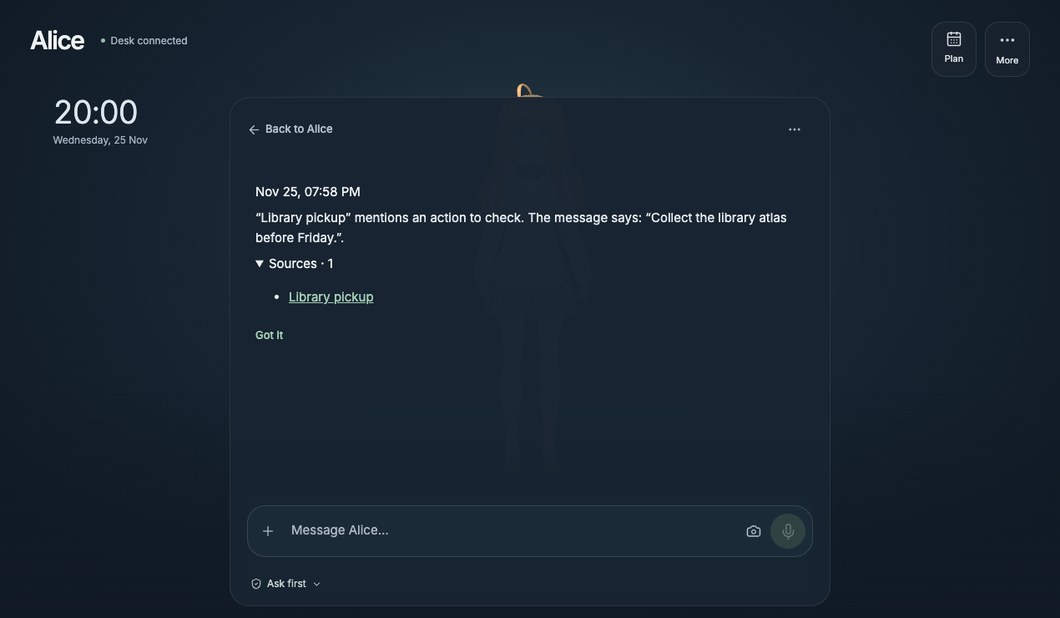 Alice
Desk connected
Plan
More
20:00
Wednesday, 25 Nov
Back to Alice
Nov 25, 07:58 PM
“Library pickup” mentions an action to check. The message says: “Collect the library atlas
before Friday.”.
Sources · 1
Library pickup
Got it
Message Alice...
Ask first